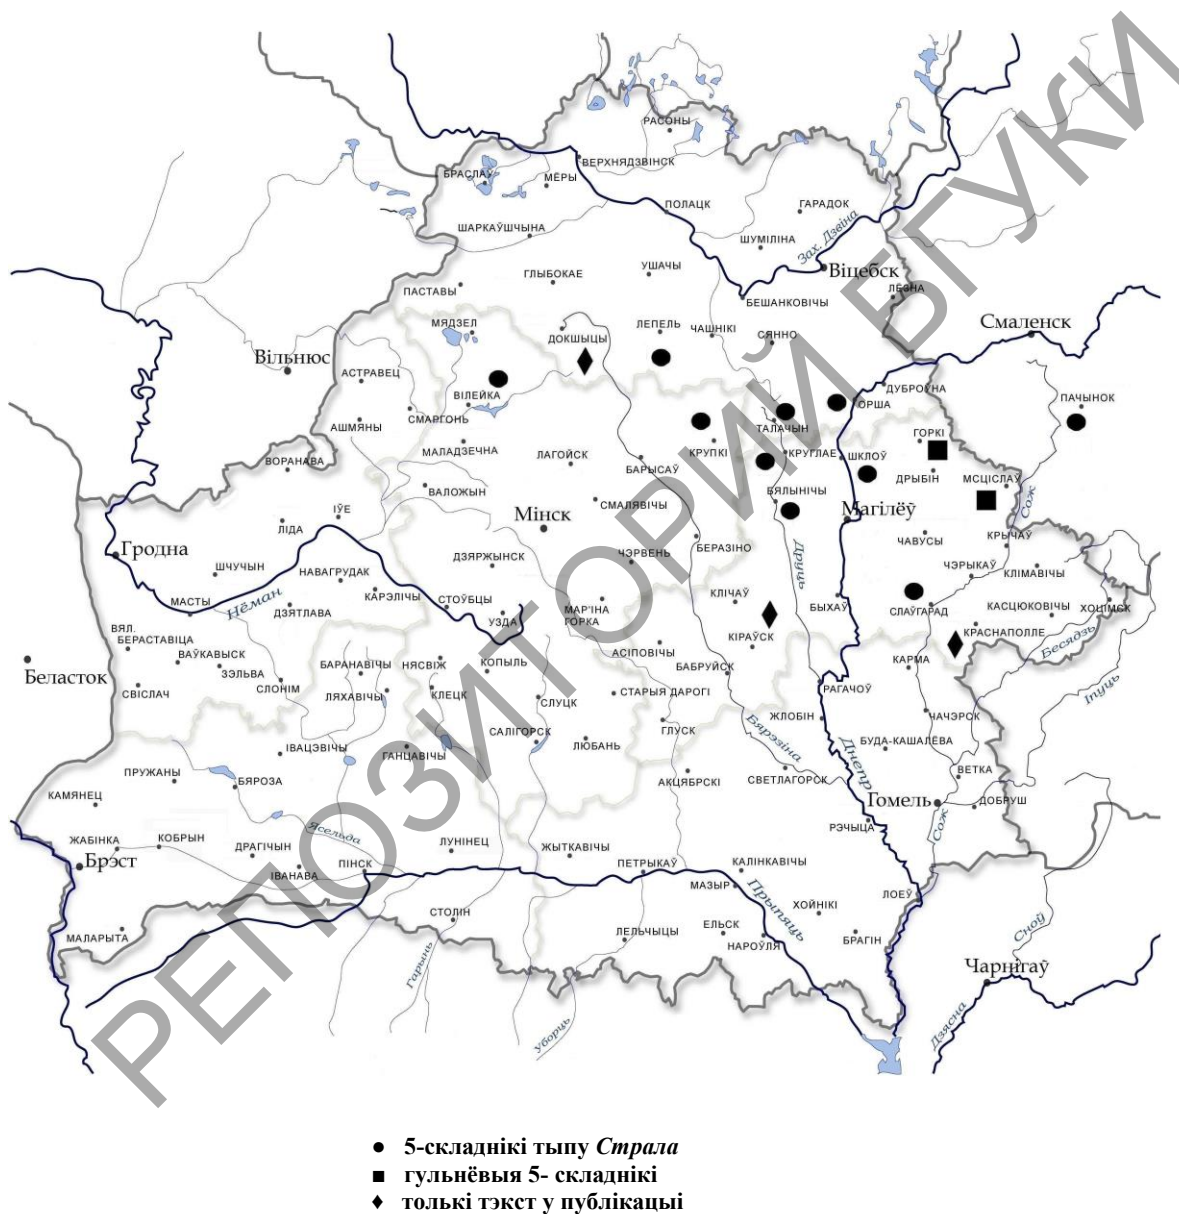 РАСОНЫ
ВЕРХНЯДЗВІНСК
БРАСЛАЎ
МЁРЫ
ПОЛАЦК
ГАРАДОК
ШАРКАЎШЧЫНА
ШУМІЛІНА
Зах. Дзвіна
Віцебск
ГЛЫБОКАЕ
УШАЧЫ
ПАСТАВЫ
ЛЁЗНА
БЕШАНКОВІЧЫ
МЯДЗЕЛ
ДОКШЫЦЫ
ЛЕПЕЛЬ
ЧАШНІКІ
СЯННО
Смаленск
Вільнюс
АСТРАВЕЦ
ВІЛЕЙКА
СМАРГОНЬ
ДУБРОЎНА
ОРША
ПАЧЫНОК
АШМЯНЫ
ТАЛАЧЫН
ГОРКІ
МАЛАДЗЕЧНА
КРУПКІ
КРУГЛАЕ
ШКЛОЎ
ВОРАНАВА
ЛАГОЙСК
БАРЫСАЎ
ДРЫБІН
МСЦІСЛАЎ
ВАЛОЖЫН
СМАЛЯВІЧЫ
БЯЛЫНІЧЫ
Сож
ІЎЕ
ЛІДА
Мінск
Магілёў
БЕРАЗІНО
ЧАВУСЫ
КРЫЧАЎ
Гродна
ДЗЯРЖЫНСК
ЧЭРВЕНЬ
Друць
ШЧУЧЫН
НАВАГРУДАК
ЧЭРЫКАЎ
КЛІМАВІЧЫ
МАСТЫ
Нёман
КАРЭЛІЧЫ
СТОЎБЦЫ
ДЗЯТЛАВА
УЗДА
МАР'ІНА
ГОРКА
КЛІЧАЎ
БЫХАЎ
СЛАЎГАРАД
КАСЦЮКОВІЧЫ
ХОЦІМСК
ВЯЛ.
БЕРАСТАВІЦА
КІРАЎСК
КРАСНАПОЛЛЕ
Бесядзь
ВАЎКАВЫСК
ЗЭЛЬВА
БАРАНАВІЧЫ
НЯСВІЖ
КОПЫЛЬ
АСІПОВІЧЫ
БАБРУЙСК
КАРМА
Беласток
СВІСЛАЧ
СЛОНІМ
ЛЯХАВІЧЫ
КЛЕЦК
СЛУЦК
СТАРЫЯ ДАРОГІ
РАГАЧОЎ
Іпуць
ЖЛОБІН
ЧАЧЭРСК
ІВАЦЭВІЧЫ
ГАНЦАВІЧЫ
САЛІГОРСК
ЛЮБАНЬ
ГЛУСК
Бярэзіна
Днепр
БУДА-КАШАЛЁВА
ПРУЖАНЫ
БЯРОЗА
АКЦЯБРСКІ
СВЕТЛАГОРСК
ВЕТКА
КАМЯНЕЦ
Гомель
ДОБРУШ
Ясельда
РЭЧЫЦА
Сож
ЖАБІНКА
КОБРЫН
ДРАГІЧЫН
ЛУНІНЕЦ
ЖЫТКАВІЧЫ
Брэст
ІВАНАВА
ПІНСК
ПЕТРЫКАЎ
КАЛІНКАВІЧЫ
МАЗЫР
Прыпяць
ЛОЕЎ
СТОЛІН
ХОЙНІКІ
МАЛАРЫТА
ЛЕЛЬЧЫЦЫ
ЕЛЬСК
НАРОЎЛЯ
БРАГІН
Сноў
Гарынь
Чарнігаў
Уборць
Дзясна
РЕПОЗИТОРИЙ БГУКИ
● 5-складнікі тыпу Страла
■ гульнёвыя 5- складнікі
♦ толькі тэкст у публікацыі